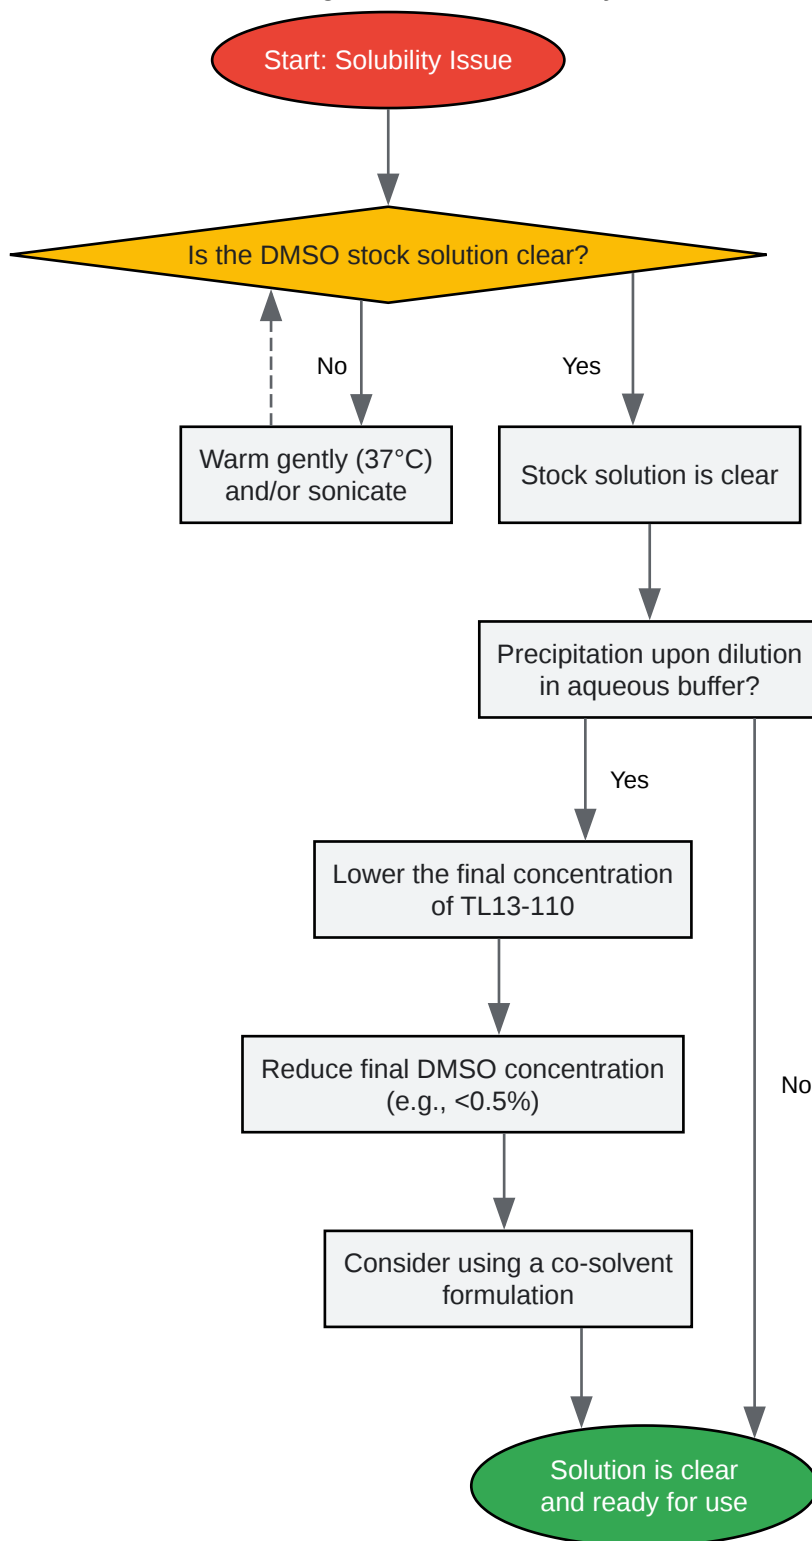 Start: Solubility Issue
Is the DMSO stock solution clear?
No
Yes
Warm gently (37°C)
and/or sonicate
Stock solution is clear
Precipitation upon dilution
in aqueous buffer?
Yes
Lower the final concentration
of TL13-110
Reduce final DMSO concentration
(e.g., <0.5%)
No
Consider using a co-solvent
formulation
Solution is clear
and ready for use